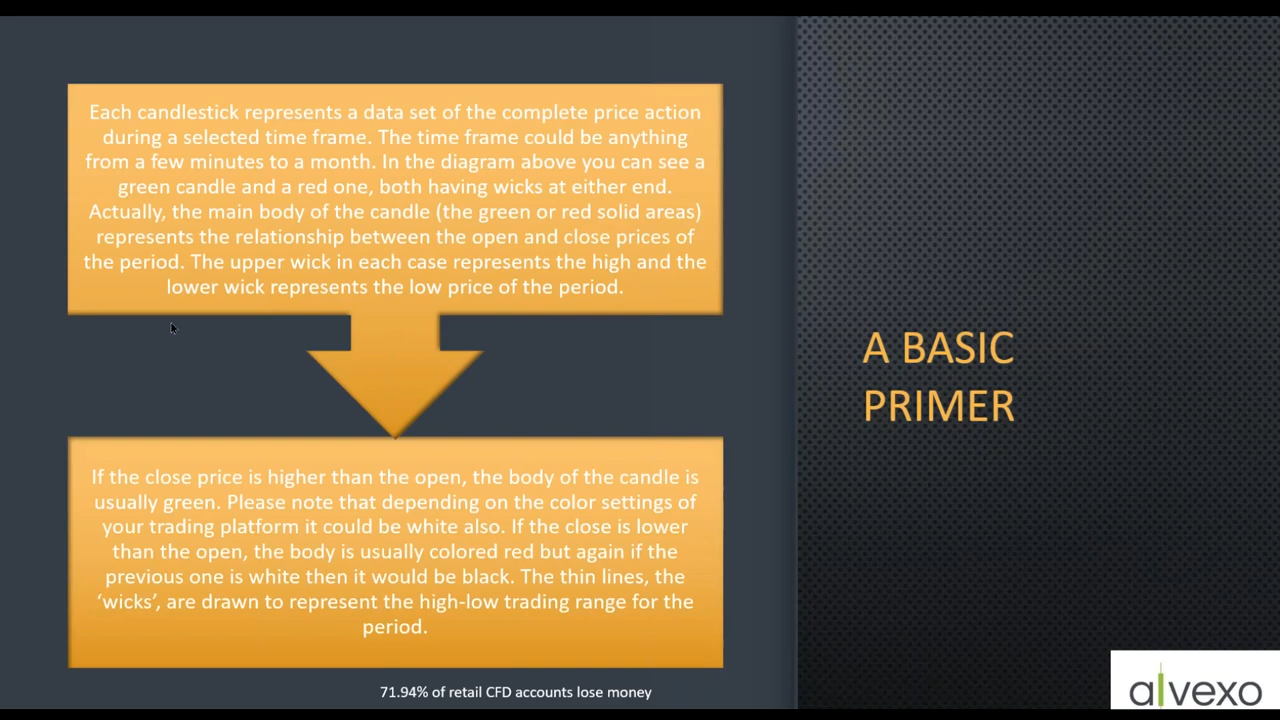 Each candlestick represents a data set of the complete price action
during a selected time frame. The time frame could be anything
from a few minutes to a month. In the diagram above you can see a
green candle and a red one, both having wicks at either end.
Actually, the main body of the candle (the green or red solid areas)
represents the relationship between the open and close prices of
the period. The upper wick in each case represents the high and the
lower wick represents the low price of the period.
If the close price is higher than the open, the body of the candle is
usually green. Please note that depending on the color settings of
your trading platform it could be white also. If the close is lower
than the open, the body is usually colored red but again if the
previous one is white then it would be black. The thin lines, the
‘wicks’, are drawn to represent the high-low trading range for the
period.
71.94% of retail CFD accounts lose money
A BASIC
PRIMER
alvexo